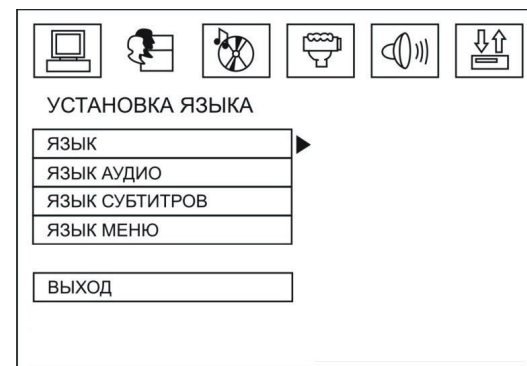 УСТАНОВКА ЯЗЫКА
ЯЗЫК
ЯЗЫК АУДИО
ЯЗЫК СУБТИТРОВ
ЯЗЫК МЕНЮ
ВЫХОД